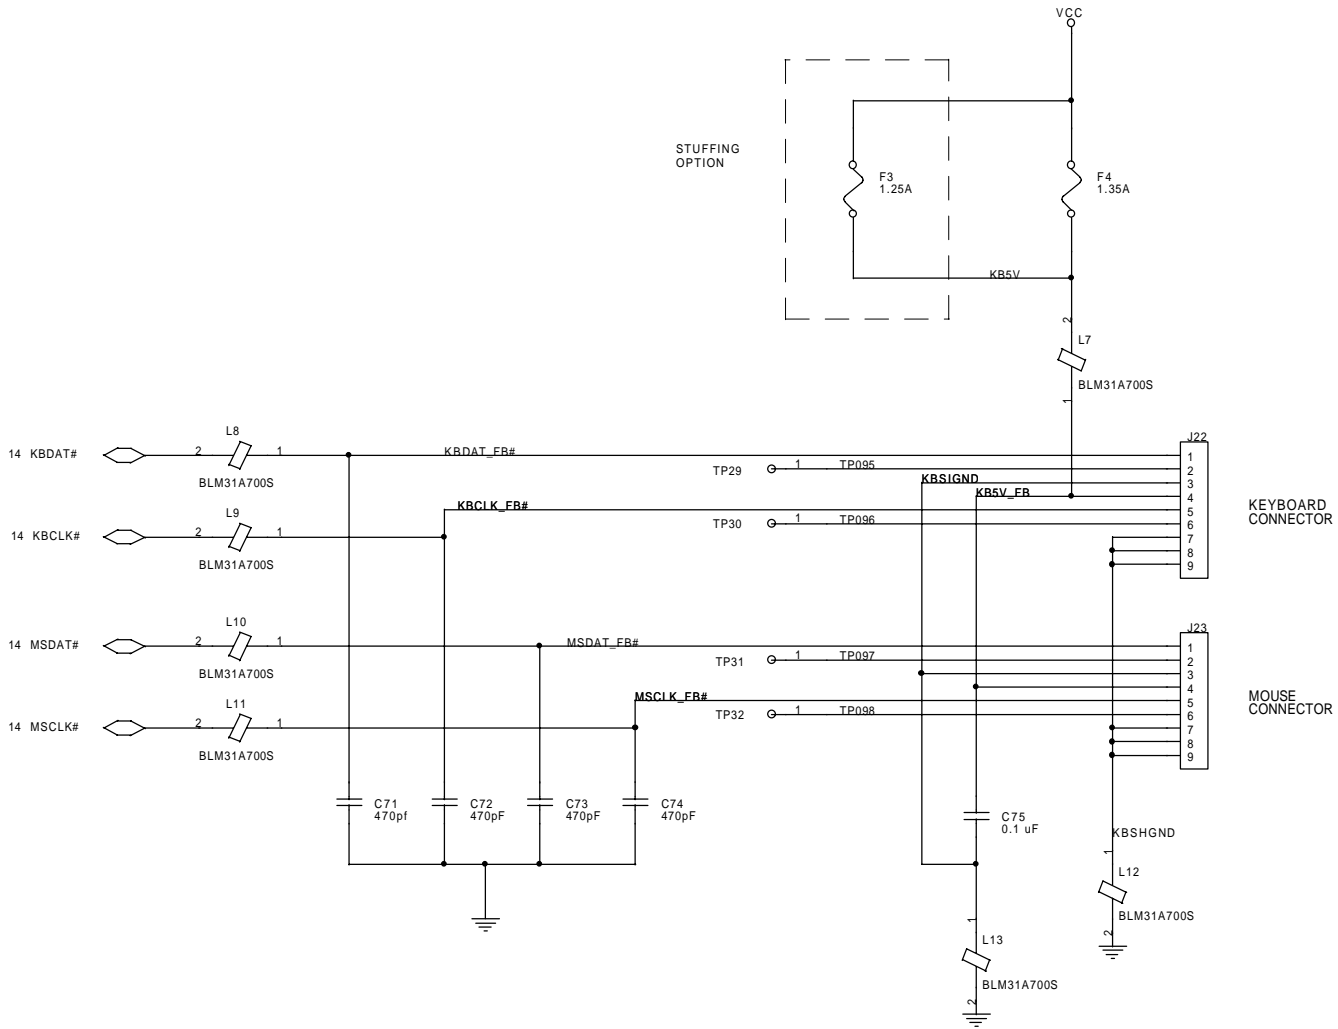 VCC
STUFFING
OPTION
F3
1.25A
F4
1.35A
KB5V
2
L7
BLM31A700S
1
L8
14 KBDAT#
2
1
KBDAT_FB#
BLM31A700S
TP29
1
TP095
KBSIGND
KB5V_FB
J22
1
2
3
4
5
6
7
8
9
KEYBOARD
CONNECTOR
L9
14 KBCLK#
2
1
KBCLK_FB#
BLM31A700S
TP30
1
TP096
L10
14 MSDAT#
2
1
MSDAT_FB#
BLM31A700S
TP31
1
TP097
J23
1
2
3
4
5
6
7
8
9
MOUSE
CONNECTOR
L11
14 MSCLK#
2
1
MSCLK_FB#
BLM31A700S
TP32
1
TP098
C71
470pf
C72
470pF
C73
470pF
C74
470pF
C75
0.1 uF
KBSHGND
1
L12
BLM31A700S
2
1
L13
BLM31A700S
2